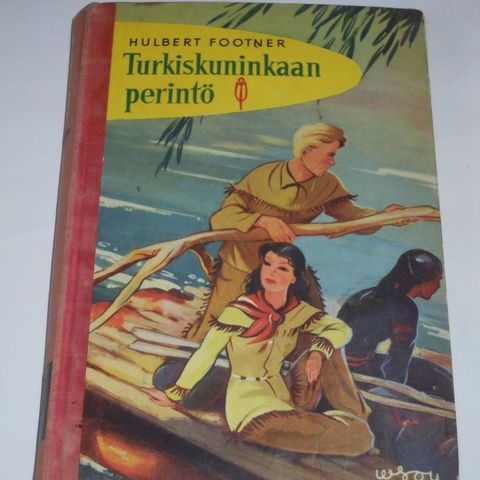 HULBERT FOOTNER
Turkiskuninkaan
perintö